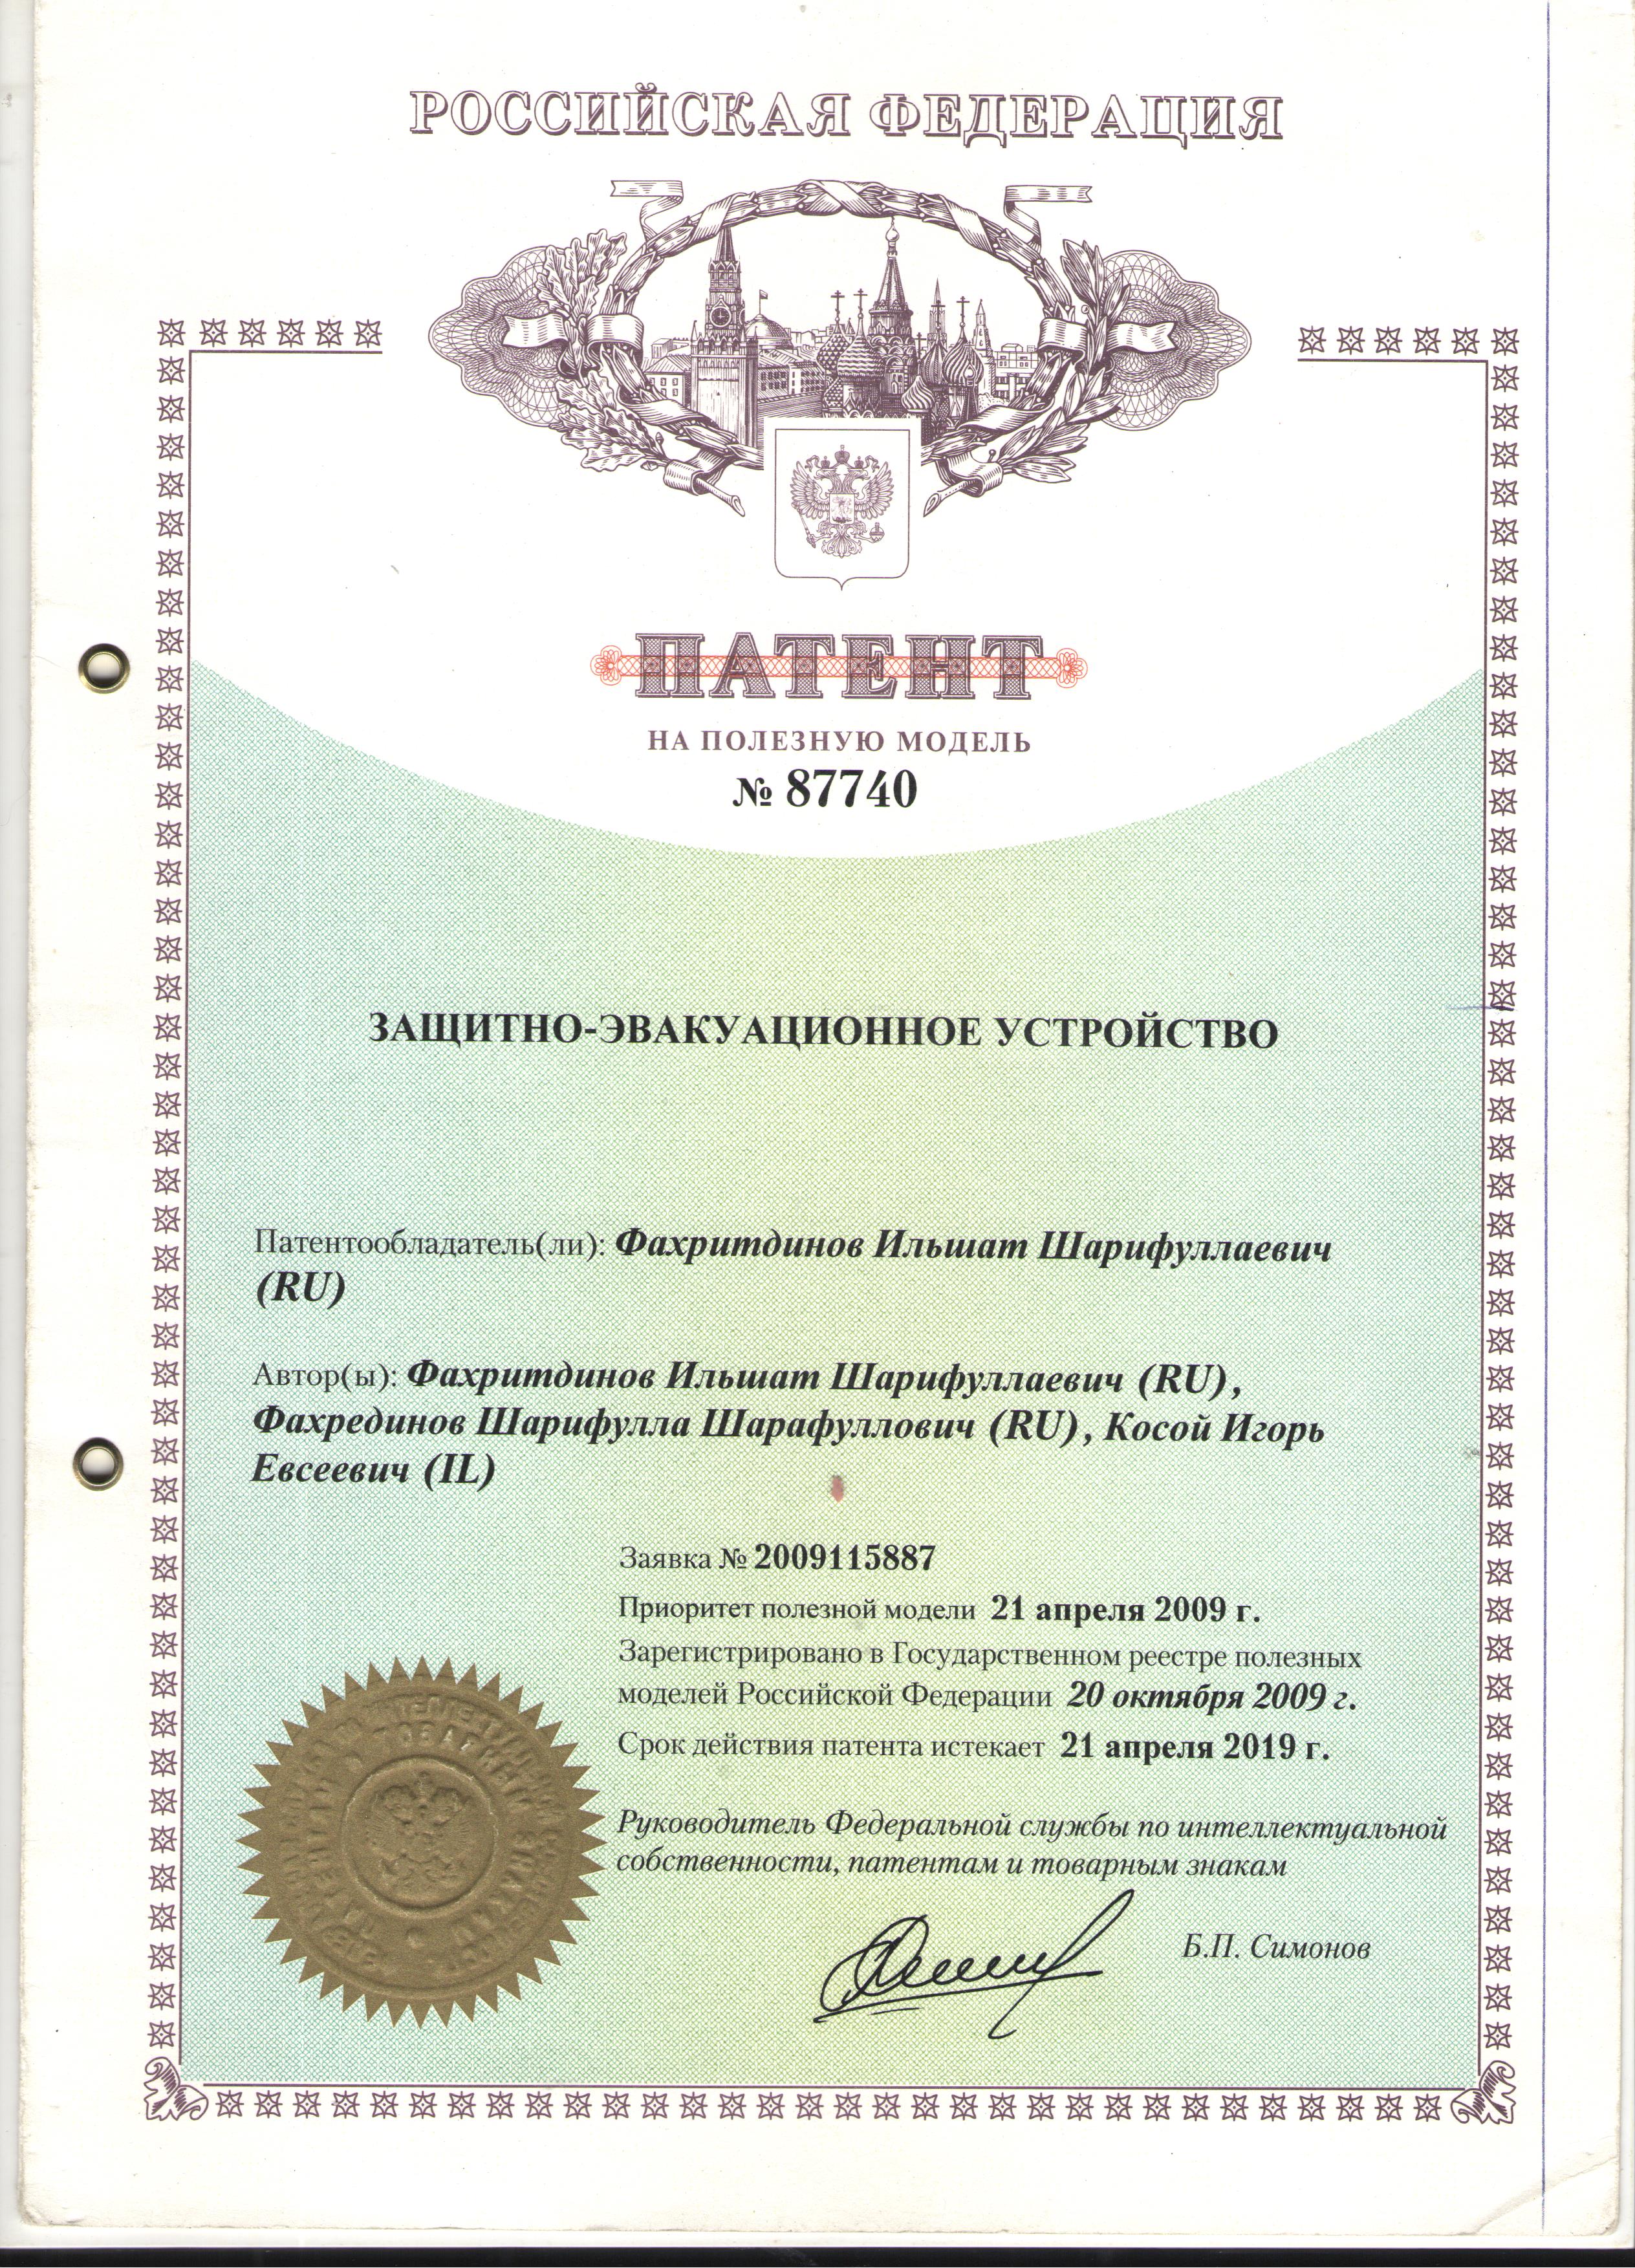 РОССИЙСКАЯ ФЕДЕРАЦИЯ
ПАТЕНТ
НА ПОЛЕЗНУЮ МОДЕЛЬ
№ 87740
ЗАЩИТНО-ЭВАКУАЦИОННОЕ УСТРОЙСТВО
Патентообладатель(ли): Фахритдинов Ильшат Шарифуллаевич
(RU)
Автор(ы): Фахритдинов Ильшат Шарифуллаевич (RU),
Фахрединов Шарифулла Шарафуллович (RU), Косой Игорь
Евсеевич (IL)
Заявка № 2009115887
Приоритет полезной модели 21 апреля 2009 г.
Зарегистрировано в Государственном реестре полезных
моделей Российской Федерации 20 октября 2009 г.
Срок действия патента истекает 21 апреля 2019 г.
Руководитель Федеральной службы по интеллектуальной
собственности, патентам и товарным знакам
Б.П. Симонов